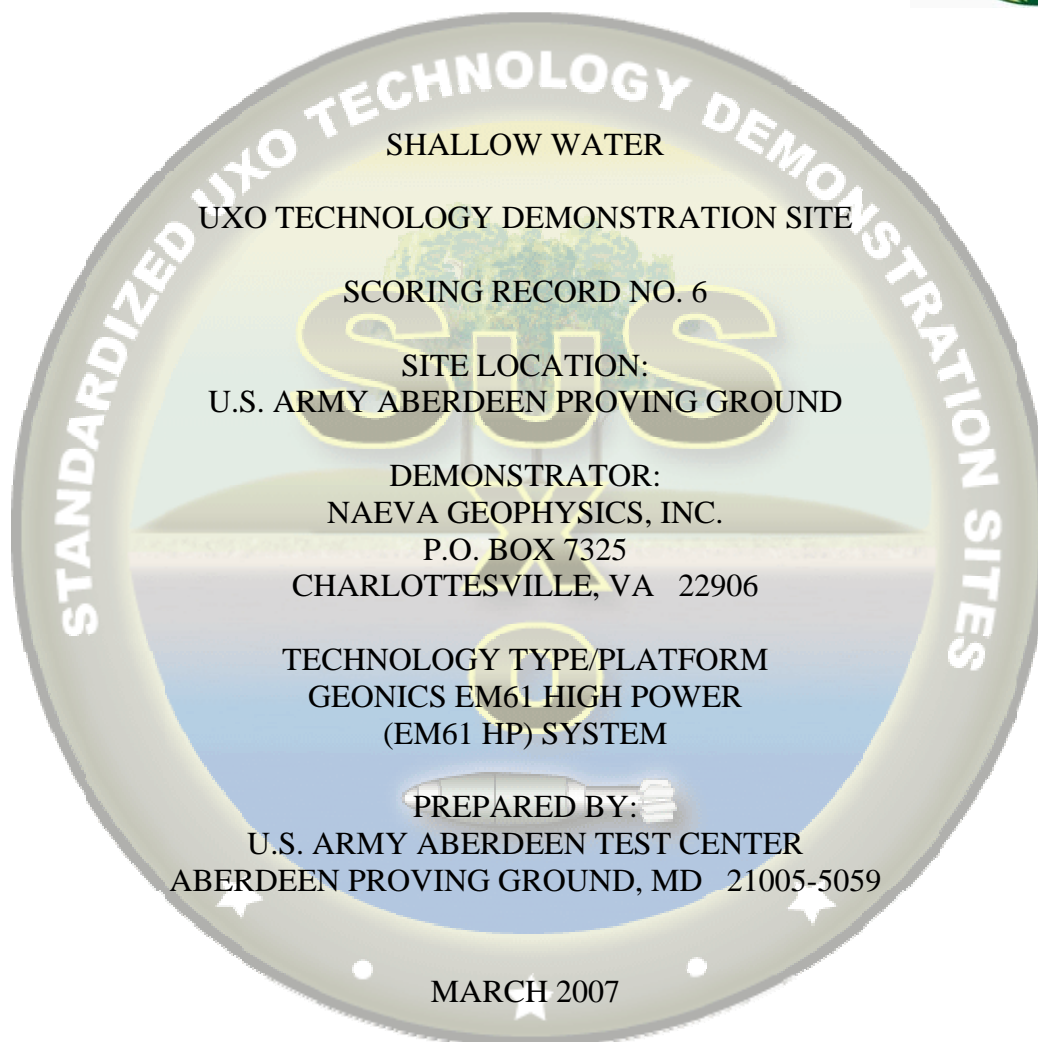 STANDARDIZED UXO TECHNOLOGY DEMONSTRATION SITES
SHALLOW WATER
UXO TECHNOLOGY DEMONSTRATION SITE
SCORING RECORD NO. 6
SUS
SITE LOCATION:
U.S. ARMY ABERDEEN PROVING GROUND
DEMONSTRATOR:
NAEVA GEOPHYSICS, INC.
X
P.O. BOX 7325
CHARLOTTESVILLE, VA 22906
TECHNOLOGY TYPE/PLATFORM
O
GEONICS EM61 HIGH POWER
(EM61 HP) SYSTEM
PREPARED BY:
U.S. ARMY ABERDEEN TEST CENTER
ABERDEEN PROVING GROUND, MD 21005-5059
MARCH 2007